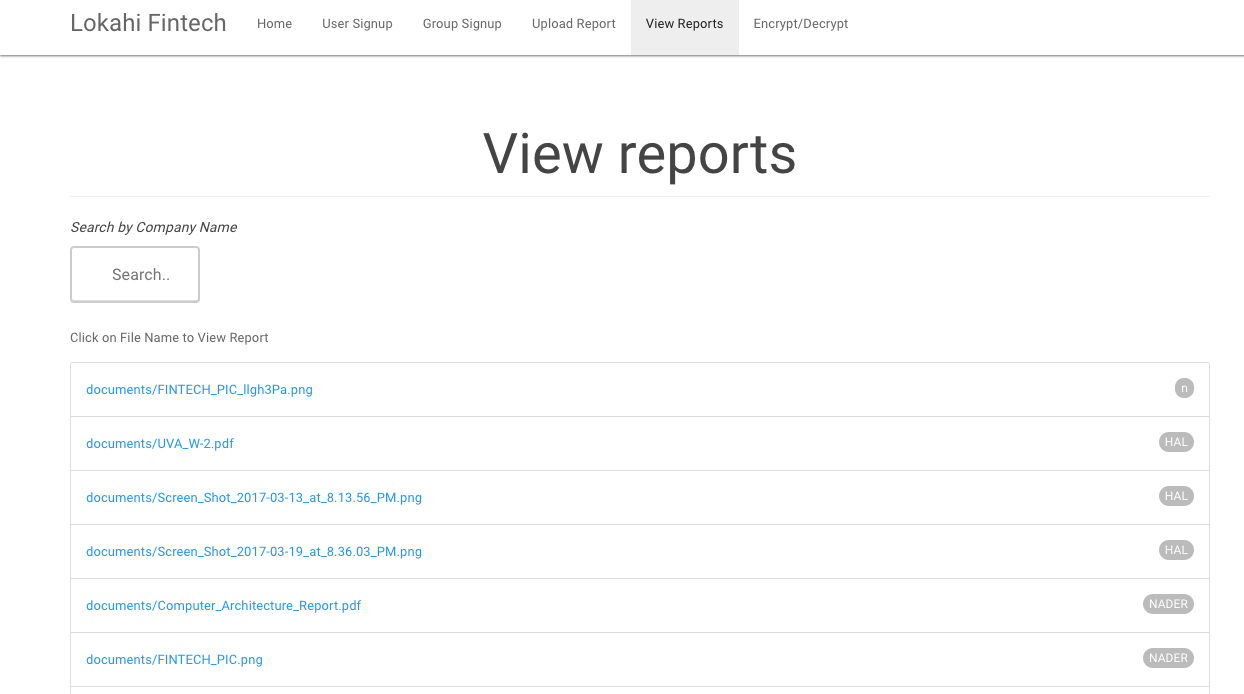 Lokahi Fintech Home User Signup Group Signup Upload Report View Reports Encrypt/Decrypt
View reports
Search by Company Name
Search..
Click on File Name to View Report
documents/FINTECH_PIC_llgh3Pa.png n
documents/UVA_W-2.pdf HAL
documents/Screen_Shot_2017-03-13_at_8.13.56_PM.png HAL
documents/Screen_Shot_2017-03-19_at_8.36.03_PM.png HAL
documents/Computer_Architecture_Report.pdf NADER
documents/FINTECH_PIC.png NADER